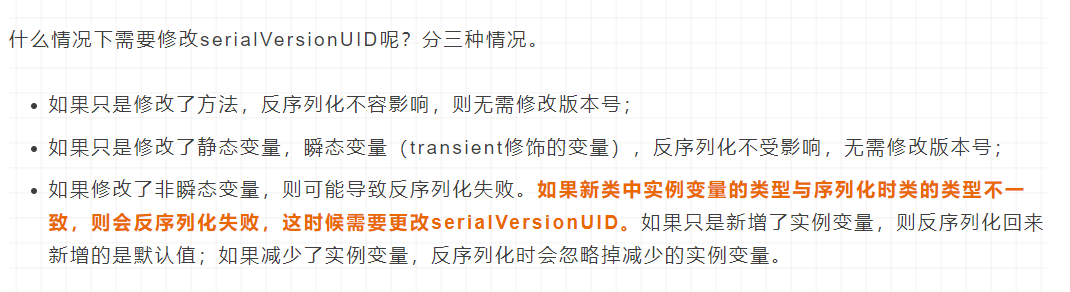 什么情况下需要修改serialVersionUID呢？分三种情况。
如果只是修改了方法，反序列化不容影响，则无需修改版本号；
如果只是修改了静态变量，瞬态变量（transient修饰的变量），反序列化不受影响，无需修改版本号；
如果修改了非瞬态变量，则可能导致反序列化失败。如果新类中实例变量的类型与序列化时类的类型不一
致，则会反序列化失败，这时候需要更改serialVersionUID。如果只是新增了实例变量，则反序列化回来
新增的是默认值；如果减少了实例变量，反序列化时会忽略掉减少的实例变量。